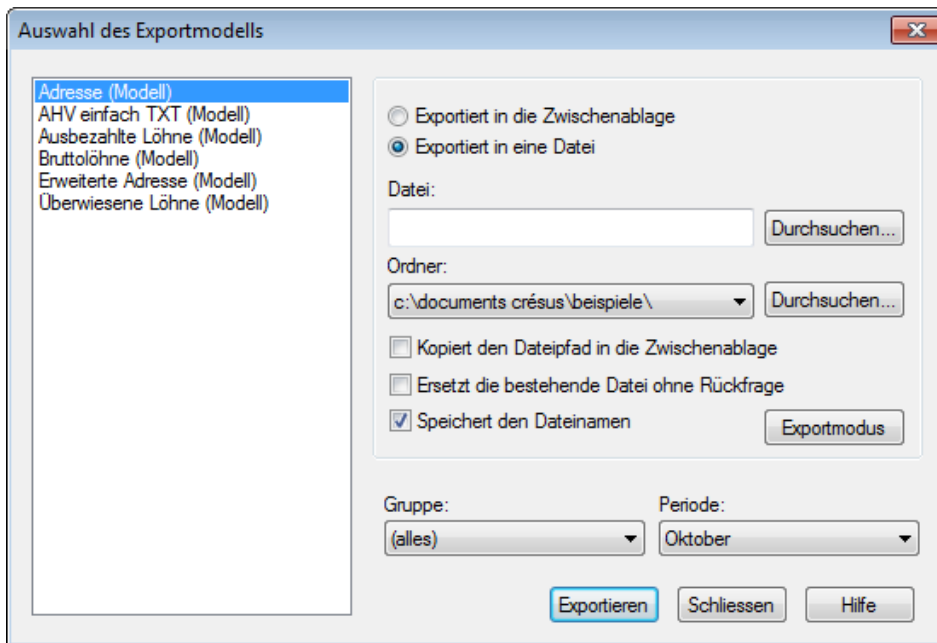 Auswahl des Exportmodells
Adresse (Modell)
AHV einfach TXT (Modell)
Ausbezahlte Löhne (Modell)
Bruttolöhne (Modell)
Erweiterte Adresse (Modell)
Überwiesene Löhne (Modell)
Exportiert in die Zwischenablage
Exportiert in eine Datei
Datei:
Durchsuchen...
Ordner:
c:\documents crésus\beispiele\
Durchsuchen...
Kopiert den Dateipfad in die Zwischenablage
Ersetzt die bestehende Datei ohne Rückfrage
Speichert den Dateinamen
Exportmodus
Gruppe:
Periode:
(alles)
Oktober
Exportieren
Schliessen
Hilfe